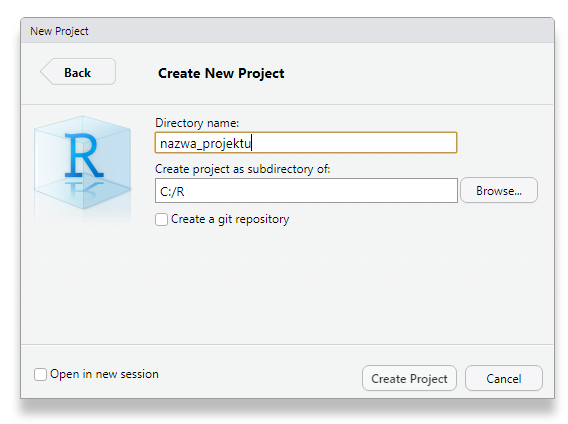 New Project
Back
Create New Project
R
Directory name:
nazwa_projektu
Create project as subdirectory of:
C:/R
Browse...
Create a git repository
Open in new session
Create Project
Cancel